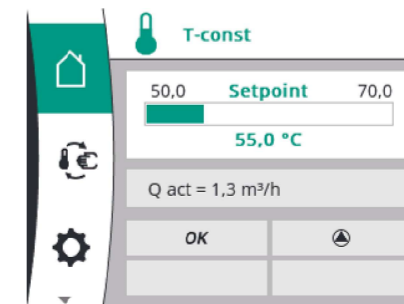 T-const
50,0 Setpoint 70,0
55,0 °C
Q act = 1,3 m³/h
OK